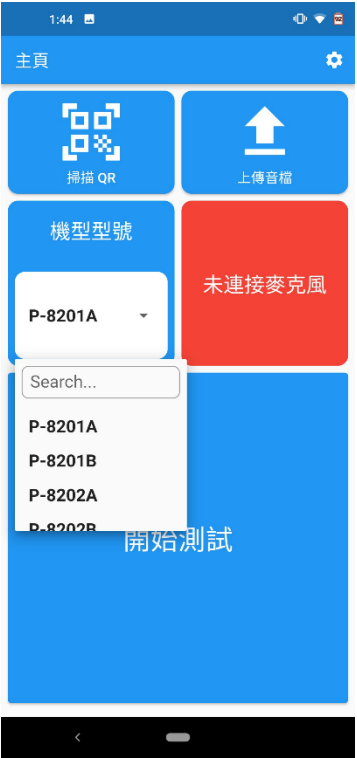 1:44
主頁
掃描 QR
上傳音檔
機型型號
P-8201A
未連接麥克風
Search...
P-8201A
P-8201B
P-8202A
P-8202B
開始測試